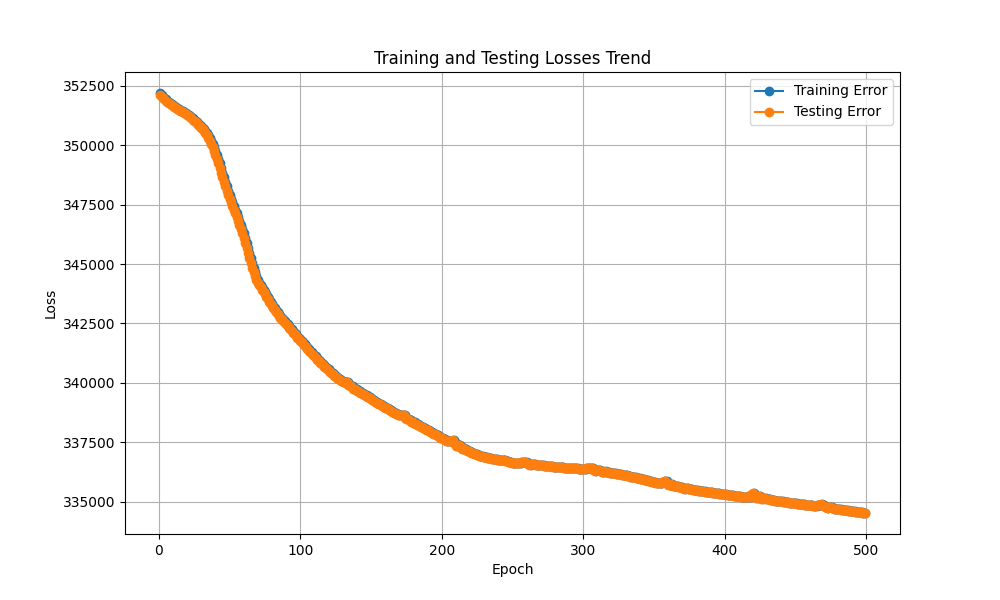 Training and Testing Losses Trend
Training Error
Testing Error
352500
350000
347500
345000
342500
340000
337500
335000
Loss
0
100
200
300
400
500
Epoch